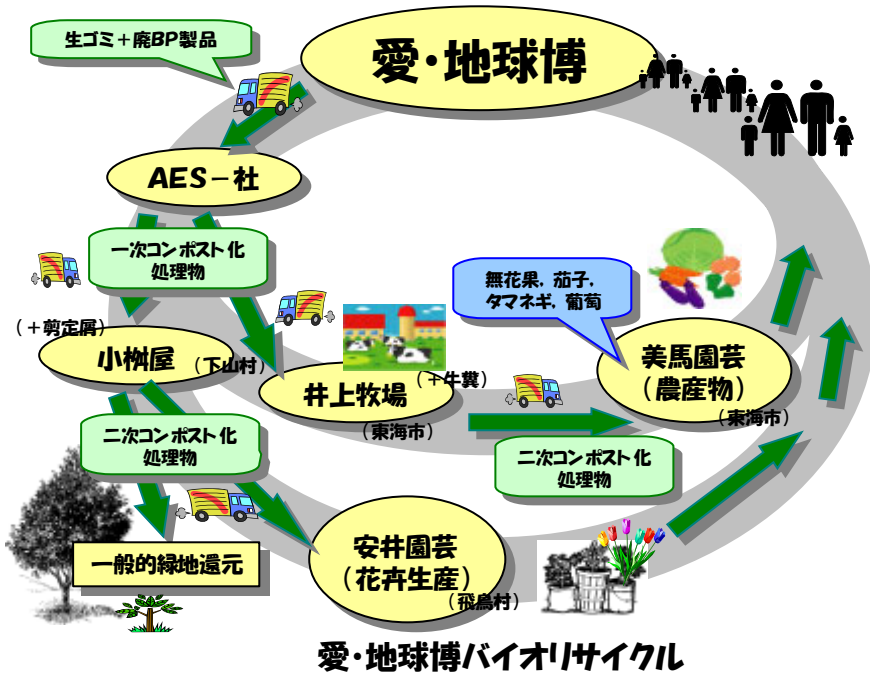 生ゴミ＋廃BP製品
愛・地球博
AES－社
一次コンポスト化
処理物
（＋剪定屑）
小桝屋
（下山村）
無花果，茄子，
タマネギ，葡萄
井上牧場
（＋牛糞）
（東海市）
美馬園芸
（農産物）
（東海市）
二次コンポスト化
処理物
二次コンポスト化
処理物
一般的緑地還元
安井園芸
（花卉生産）
（飛鳥村）
愛・地球博バイオリサイクル